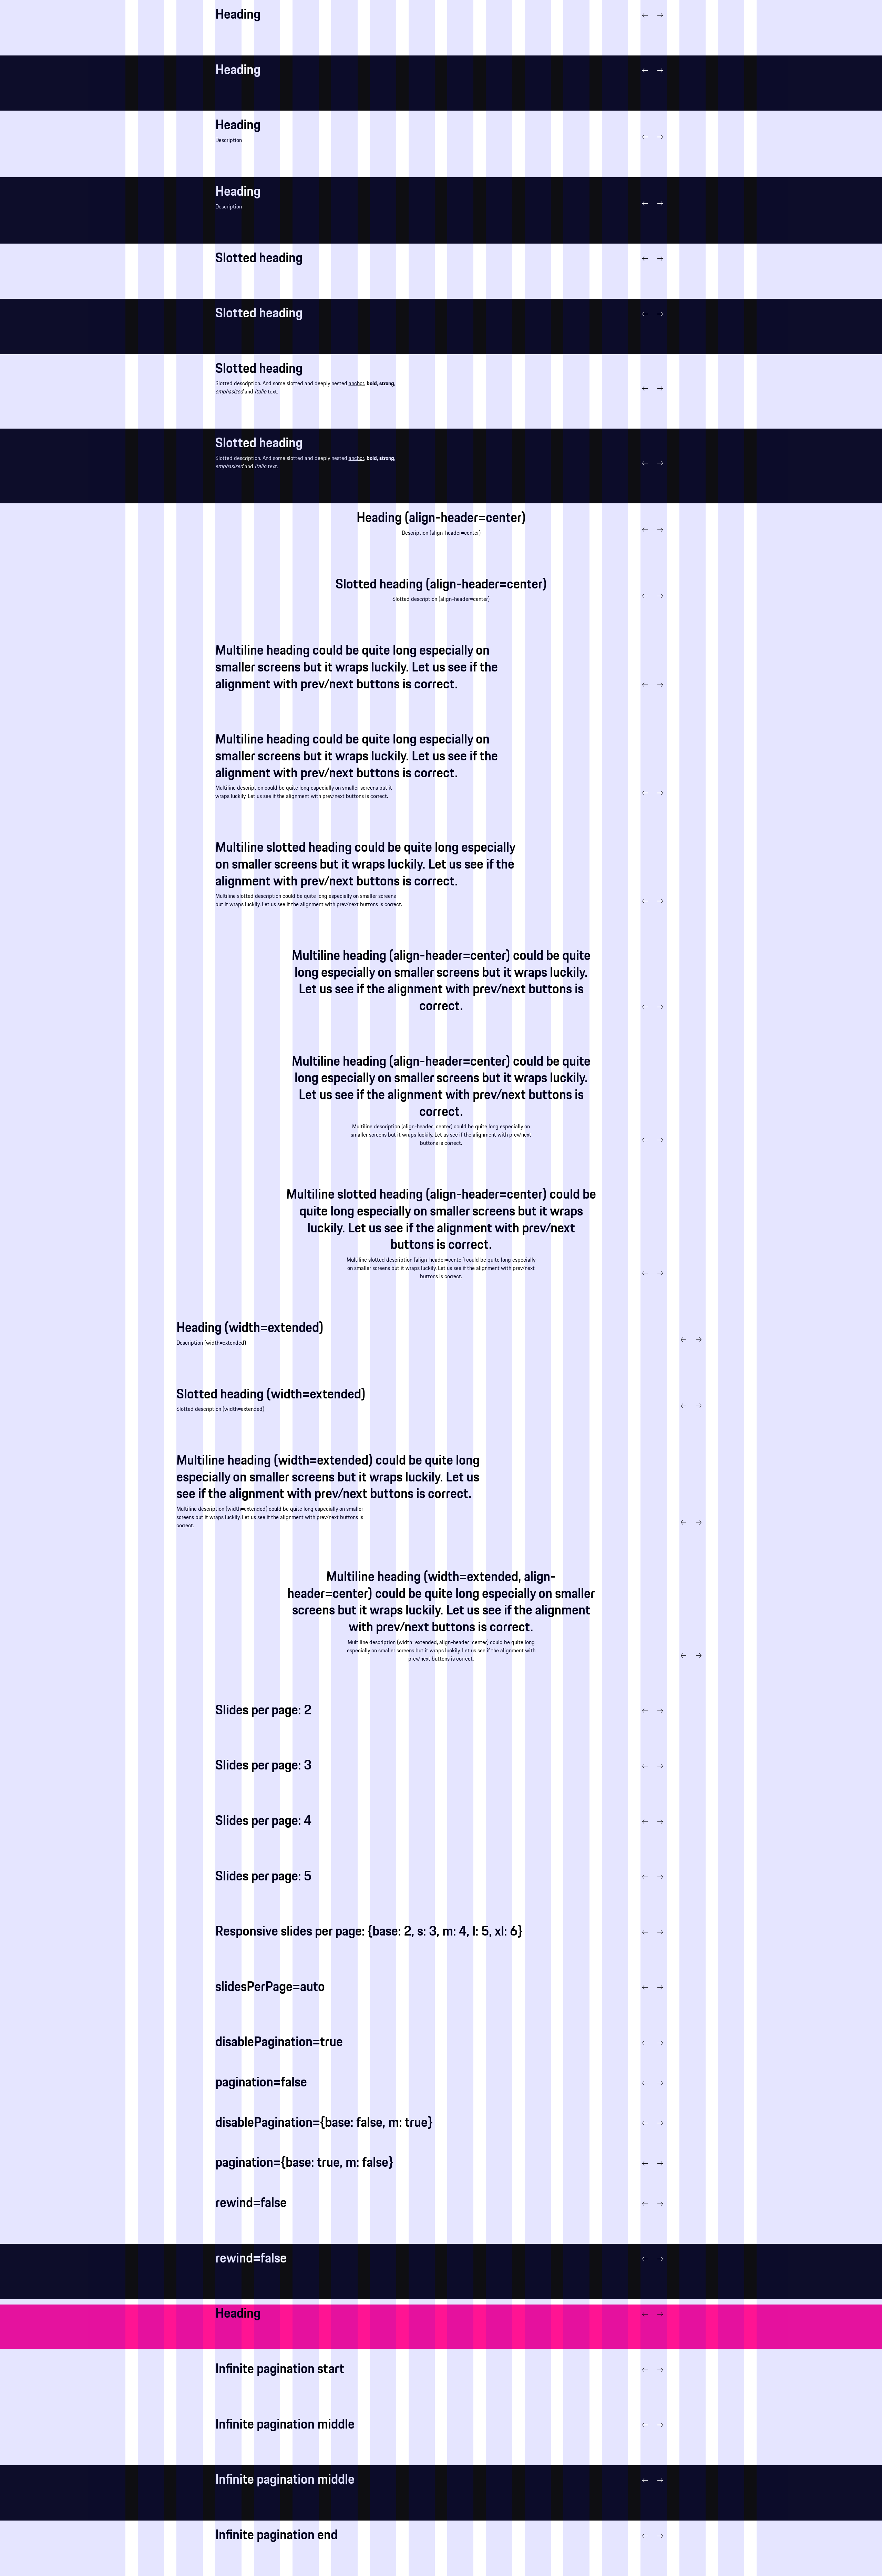 Heading
← →
Heading
← →
Heading
Description
← →
Heading
Description
← →
Slotted heading
← →
Slotted heading
← →
Slotted heading
Slotted description. And some slotted and deeply nested anchor, bold, strong,
emphasized and italic text.
← →
Slotted heading
Slotted description. And some slotted and deeply nested anchor, bold, strong,
emphasized and italic text.
← →
Heading (align-header=center)
Description (align-header=center)
← →
Slotted heading (align-header=center)
Slotted description (align-header=center)
← →
Multiline heading could be quite long especially on
smaller screens but it wraps luckily. Let us see if the
alignment with prev/next buttons is correct.
← →
Multiline heading could be quite long especially on
smaller screens but it wraps luckily. Let us see if the
alignment with prev/next buttons is correct.
Multiline description could be quite long especially on smaller screens but it
wraps luckily. Let us see if the alignment with prev/next buttons is correct.
← →
Multiline slotted heading could be quite long especially
on smaller screens but it wraps luckily. Let us see if the
alignment with prev/next buttons is correct.
Multiline slotted description could be quite long especially on smaller screens
but it wraps luckily. Let us see if the alignment with prev/next buttons is correct.
← →
Multiline heading (align-header=center) could be quite
long especially on smaller screens but it wraps luckily.
Let us see if the alignment with prev/next buttons is
correct.
← →
Multiline heading (align-header=center) could be quite
long especially on smaller screens but it wraps luckily.
Let us see if the alignment with prev/next buttons is
correct.
Multiline description (align-header=center) could be quite long especially on
smaller screens but it wraps luckily. Let us see if the alignment with prev/next
buttons is correct.
← →
Multiline slotted heading (align-header=center) could be
quite long especially on smaller screens but it wraps
luckily. Let us see if the alignment with prev/next
buttons is correct.
Multiline slotted description (align-header=center) could be quite long especially
on smaller screens but it wraps luckily. Let us see if the alignment with prev/next
buttons is correct.
← →
Heading (width=extended)
Description (width=extended)
← →
Slotted heading (width=extended)
Slotted description (width=extended)
← →
Multiline heading (width=extended) could be quite long
especially on smaller screens but it wraps luckily. Let us
see if the alignment with prev/next buttons is correct.
Multiline description (width=extended) could be quite long especially on smaller
screens but it wraps luckily. Let us see if the alignment with prev/next buttons is
correct.
← →
Multiline heading (width=extended, align-
header=center) could be quite long especially on smaller
screens but it wraps luckily. Let us see if the alignment
with prev/next buttons is correct.
Multiline description (width=extended, align-header=center) could be quite long
especially on smaller screens but it wraps luckily. Let us see if the alignment with
prev/next buttons is correct.
← →
Slides per page: 2
← →
Slides per page: 3
← →
Slides per page: 4
← →
Slides per page: 5
← →
Responsive slides per page: {base: 2, s: 3, m: 4, l: 5, xl: 6}
← →
slidesPerPage=auto
← →
disablePagination=true
← →
pagination=false
← →
disablePagination={base: false, m: true}
← →
pagination={base: true, m: false}
← →
rewind=false
← →
rewind=false
← →
Heading
← →
Infinite pagination start
← →
Infinite pagination middle
← →
Infinite pagination middle
← →
Infinite pagination end
← →